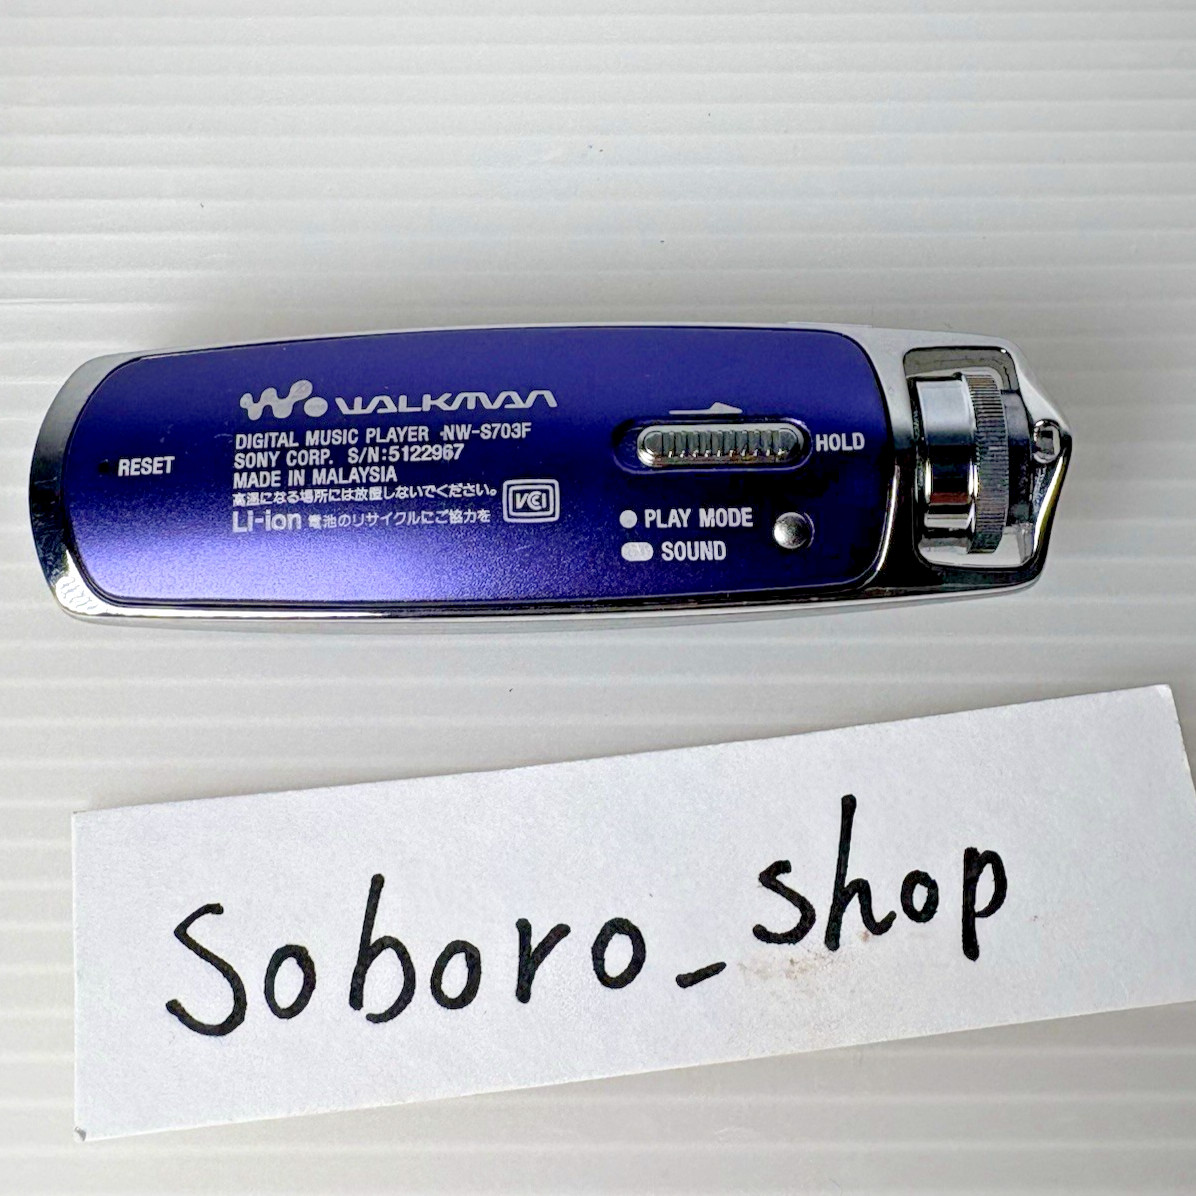 WALKMAN
DIGITAL MUSIC PLAYER NW-S703F
SONY CORP. S/N:5122967
MADE IN MALAYSIA
高温になる場所には放置しないでください。
Li-ion 電池のリサイクルにご協力を
VCI
RESET
HOLD
PLAY MODE
SOUND
Soboro_shop